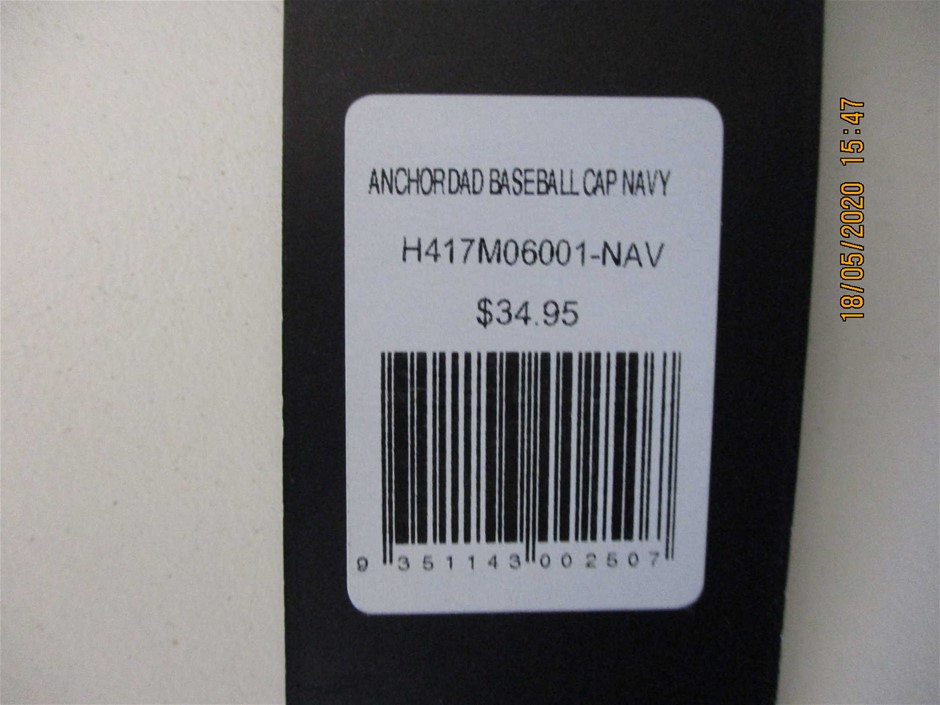 ANCHOR DAD BASEBALL CAP NAVY
H417M06001-NAV
$34.95
9 351143 002507
18/05/2020 15:47